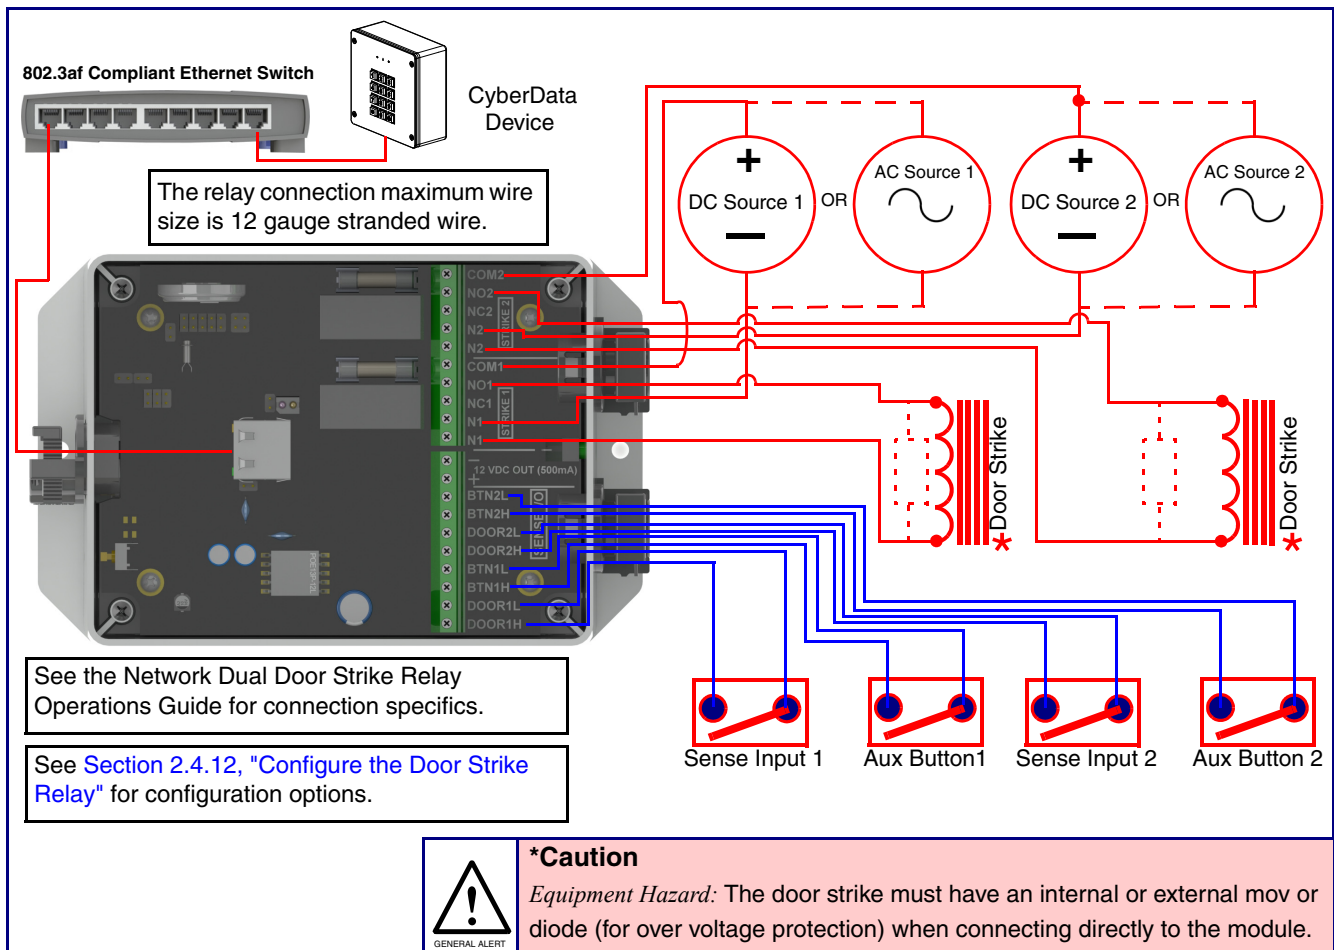 802.3af Compliant Ethernet Switch
CyberData
Device
The relay connection maximum wire
size is 12 gauge stranded wire.
+
DC Source 1
—
OR
AC Source 1
+
DC Source 2
—
OR
AC Source 2
COM2
NO2
NC2
N2
N2
STRIKE 2
COM1
NO1
NC1
N1
N1
STRIKE 1
–
+
12 VDC OUT (500mA)
BTN2L
BTN2H
DOOR2L
DOOR2H
BTN1L
BTN1H
DOOR1L
DOOR1H
SENSE I/O
POE13P-12L
*Door Strike
*Door Strike
Sense Input 1
Aux Button1
Sense Input 2
Aux Button 2
See the Network Dual Door Strike Relay
Operations Guide for connection specifics.
See Section 2.4.12, "Configure the Door Strike
Relay" for configuration options.
!
GENERAL ALERT
*Caution
Equipment Hazard: The door strike must have an internal or external mov or
diode (for over voltage protection) when connecting directly to the module.